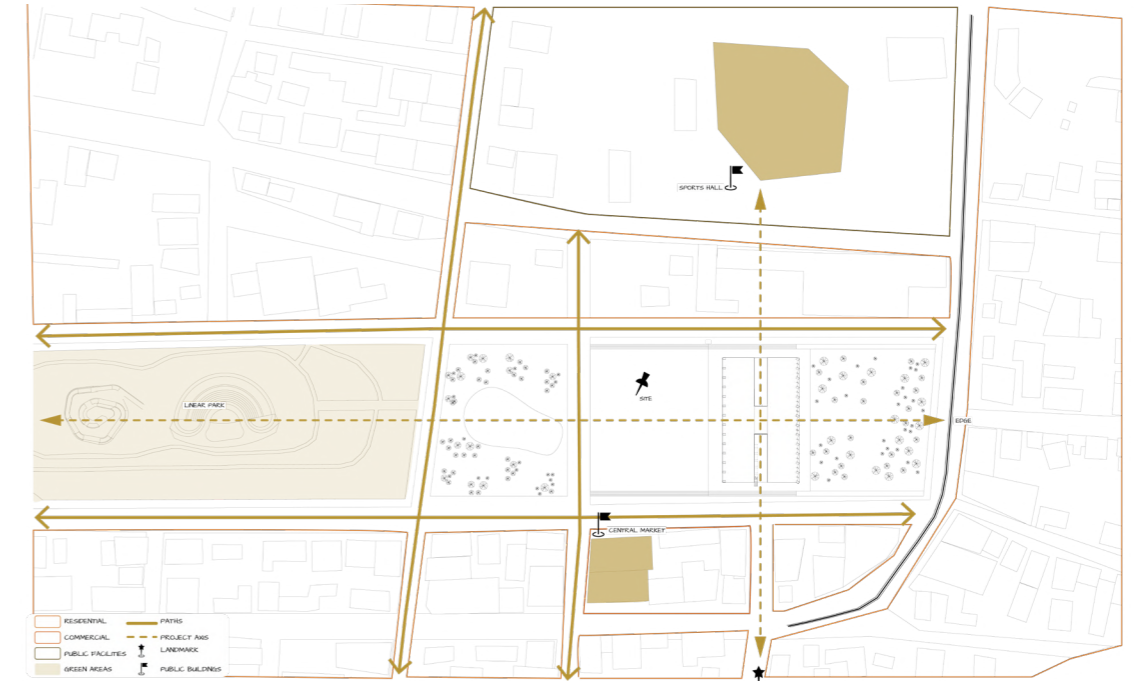 SPORTS HALL
LINEAR PARK
SITE
EDGE
CENTRAL MARKET
RESIDENTIAL
PATHS
COMMERCIAL
PROJECT AXIS
PUBLIC FACILITIES
LANDMARK
GREEN AREAS
PUBLIC BUILDINGS